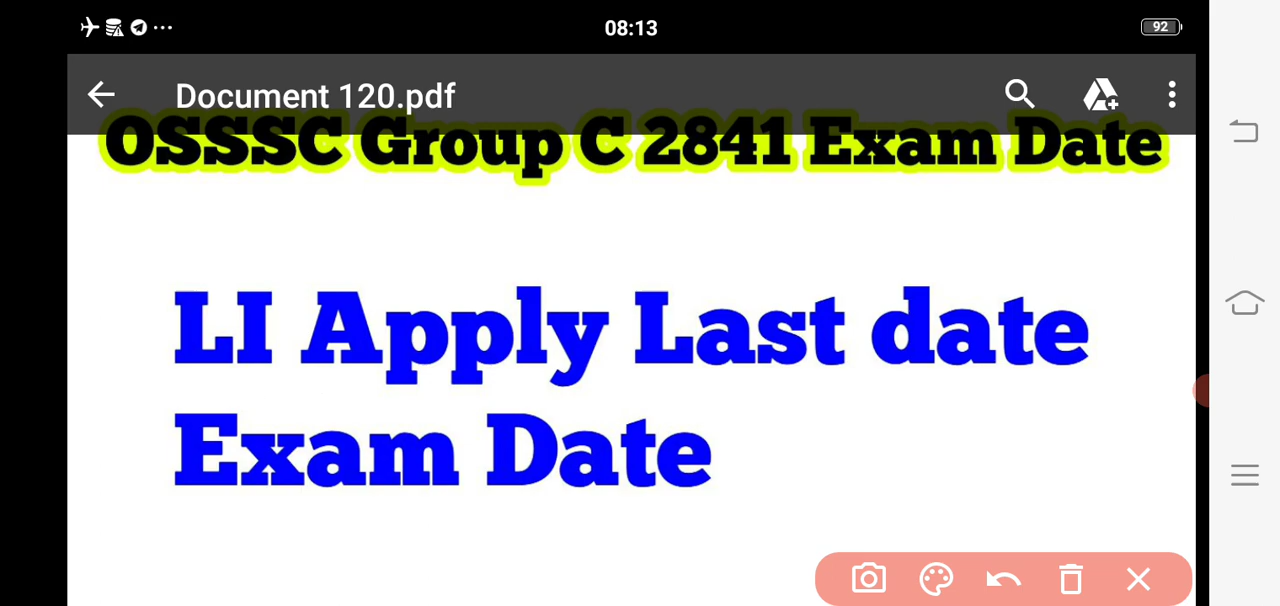 08:13
92
Document 120.pdf
OSSSC Group C 2841 Exam Date
LI Apply Last date
Exam Date